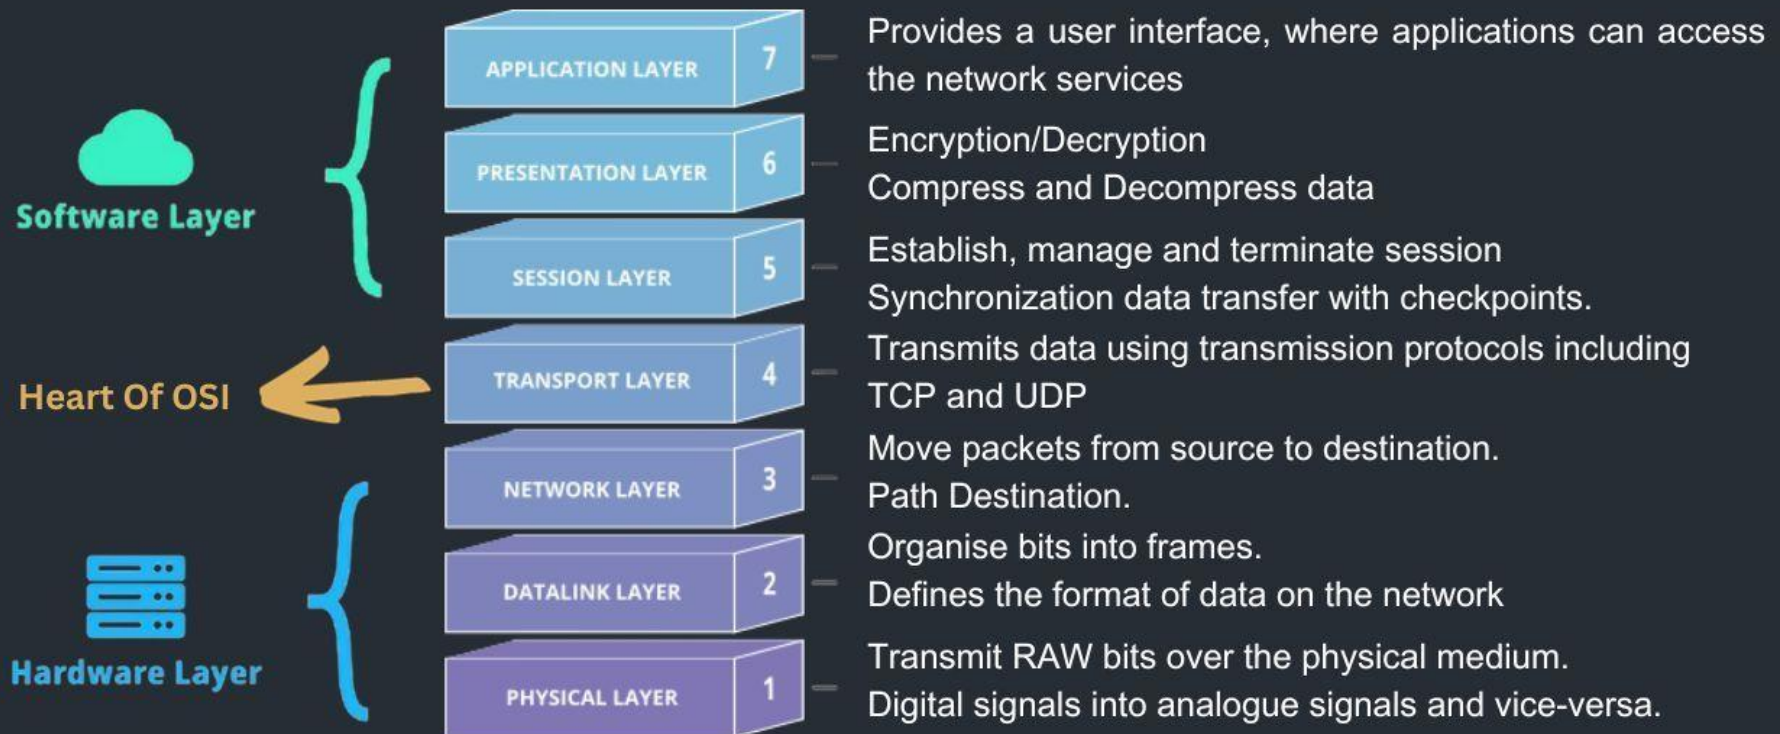 APPLICATION LAYER 7
Provides a user interface, where applications can access
the network services
PRESENTATION LAYER 6
Encryption/Decryption
Compress and Decompress data
Software Layer
SESSION LAYER 5
Establish, manage and terminate session
Synchronization data transfer with checkpoints.
Heart Of OSI
TRANSPORT LAYER 4
Transmits data using transmission protocols including
TCP and UDP
NETWORK LAYER 3
Move packets from source to destination.
Path Destination.
DATALINK LAYER 2
Organise bits into frames.
Defines the format of data on the network
Hardware Layer
PHYSICAL LAYER 1
Transmit RAW bits over the physical medium.
Digital signals into analogue signals and vice-versa.